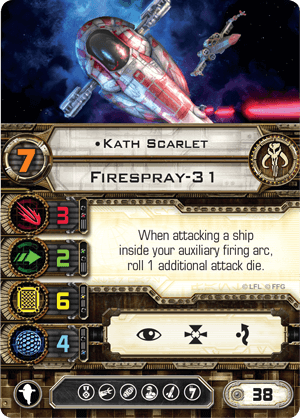 •Kath Scarlet
7
Firespray-31
3
When attacking a ship
inside your auxiliary firing arc,
roll 1 additional attack die.
2
© LFL. © FFG
6
4
7
38